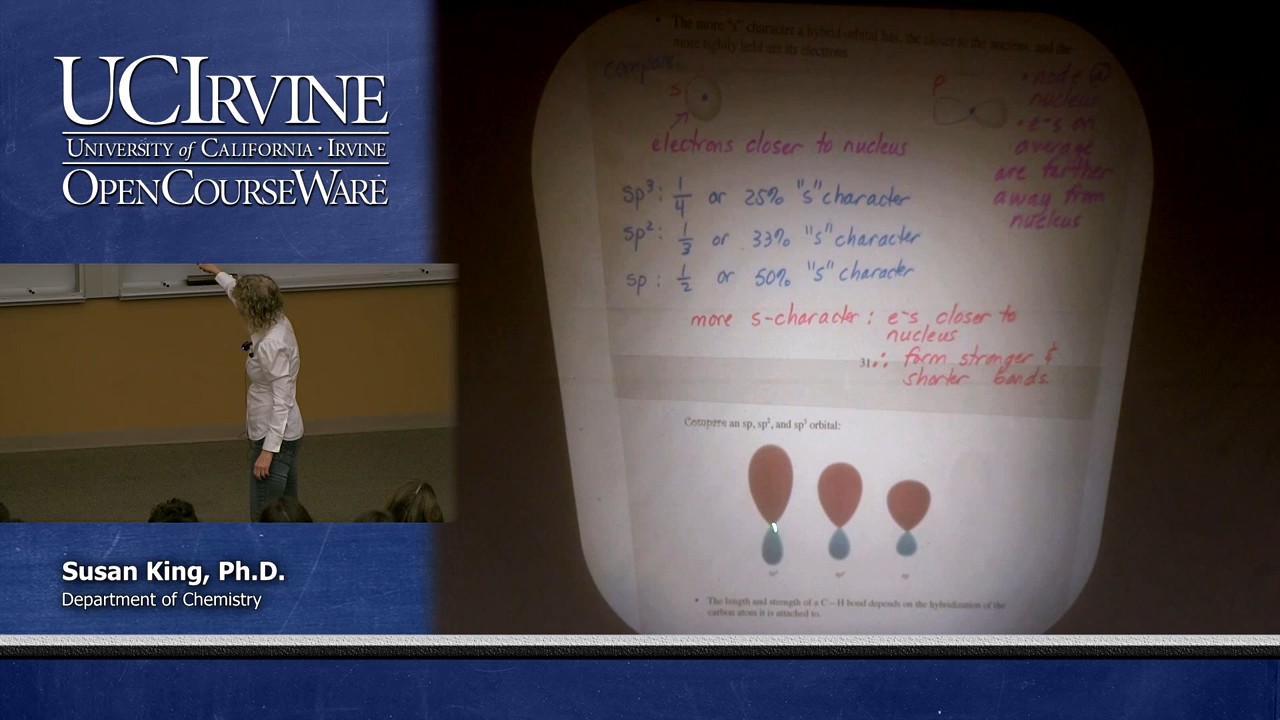 UCIRVINE
UNIVERSITY of CALIFORNIA · IRVINE
OPENCOURSEWARE
Susan King, Ph.D.
Department of Chemistry
• The more "s" character a hybrid orbital has, the closer to the nucleus, and the
more tightly held are its electrons
compare
s
p
electrons closer to nucleus
• node @
nucleus
• e-s on
average
are farther
away from
nucleus
sp³: 1/4 or 25% "s" character
sp²: 1/3 or 33% "s" character
sp: 1/2 or 50% "s" character
more s-character: e-s closer to
nucleus
31 ∴ form stronger &
shorter bonds
Compare an sp, sp², and sp³ orbital:
• The length and strength of a C—H bond depends on the hybridization of the
carbon atom it is attached to.